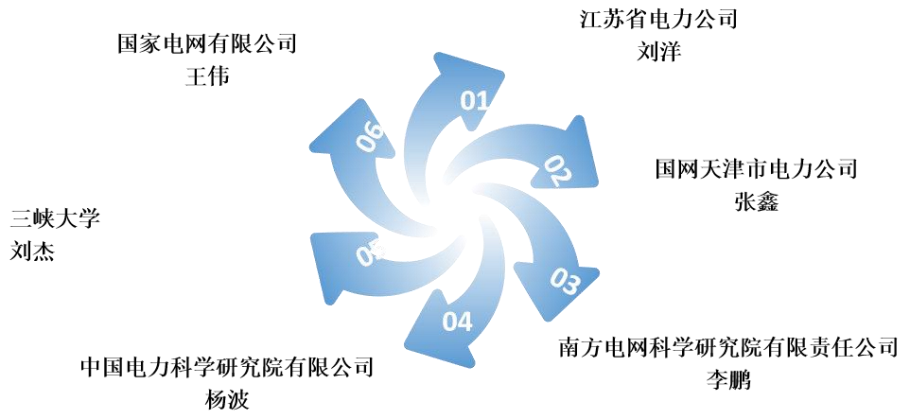 江苏省电力公司
刘洋
国家电网有限公司
王伟
01
06
02
国网天津市电力公司
张鑫
三峡大学
刘杰
05
03
04
南方电网科学研究院有限责任公司
李鹏
中国电力科学研究院有限公司
杨波